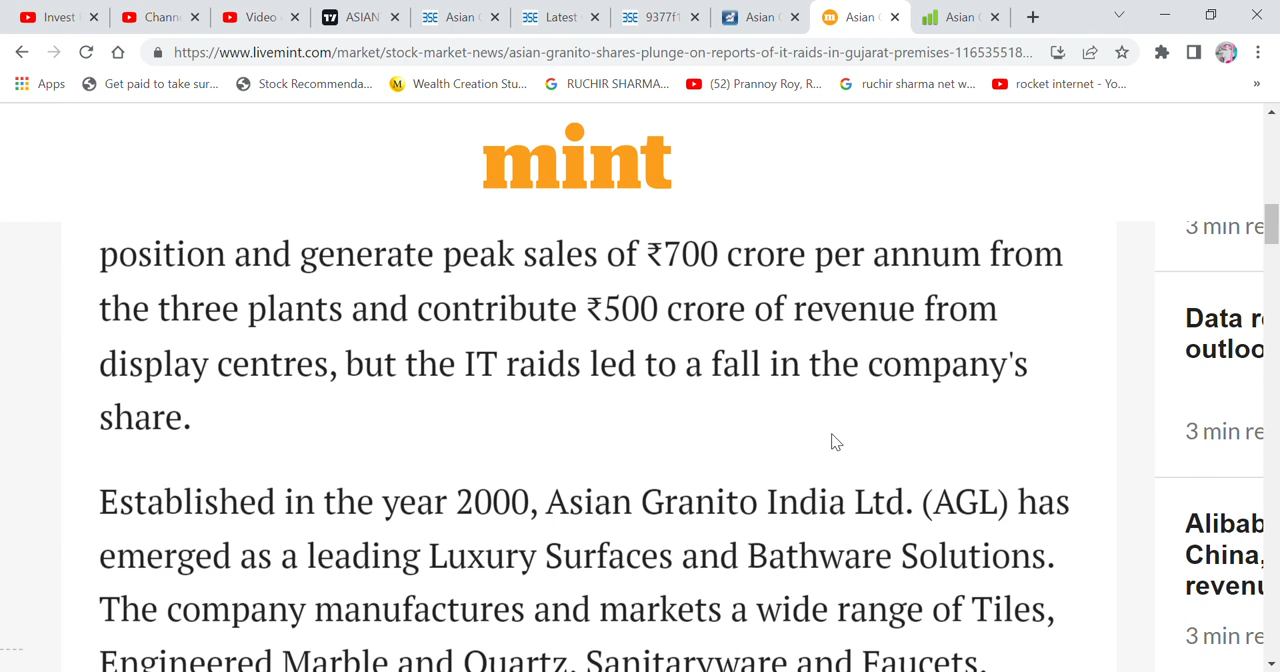 Invest
Chann
Video
ASIAN
Asian
Latest
9377f1
Asian
Asian
Asian
https://www.livemint.com/market/stock-market-news/asian-granito-shares-plunge-on-reports-of-it-raids-in-gujarat-premises-116535518...
Apps
Get paid to take sur...
Stock Recommenda...
M
Wealth Creation Stu...
RUCHIR SHARMA...
(52) Prannoy Roy, R...
ruchir sharma net w...
rocket internet - Yo...
»
mint
position and generate peak sales of ₹700 crore per annum from
the three plants and contribute ₹500 crore of revenue from
display centres, but the IT raids led to a fall in the company's
share.
Established in the year 2000, Asian Granito India Ltd. (AGL) has
emerged as a leading Luxury Surfaces and Bathware Solutions.
The company manufactures and markets a wide range of Tiles,
Engineered Marble and Quartz, Sanitaryware and Faucets.
3 min re
Data r
outloo
3 min re
Alibab
China,
revenu
3 min re